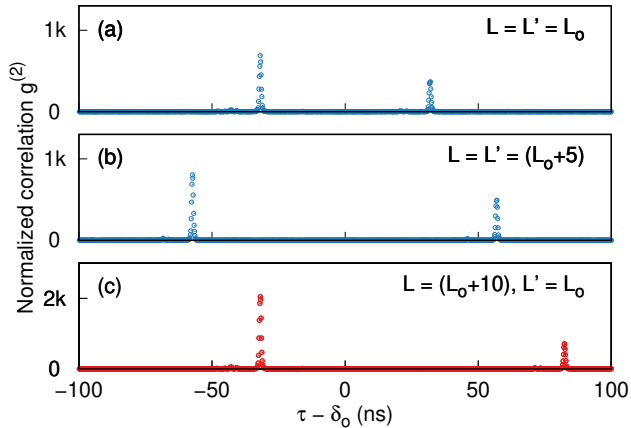 Normalized correlation g^(2)
1k
0
(a)
L = L' = Lₒ
1k
0
(b)
L = L' = (Lₒ+5)
2k
0
(c)
L = (Lₒ+10), L' = Lₒ
−100
−50
0
50
100
τ − δₒ (ns)